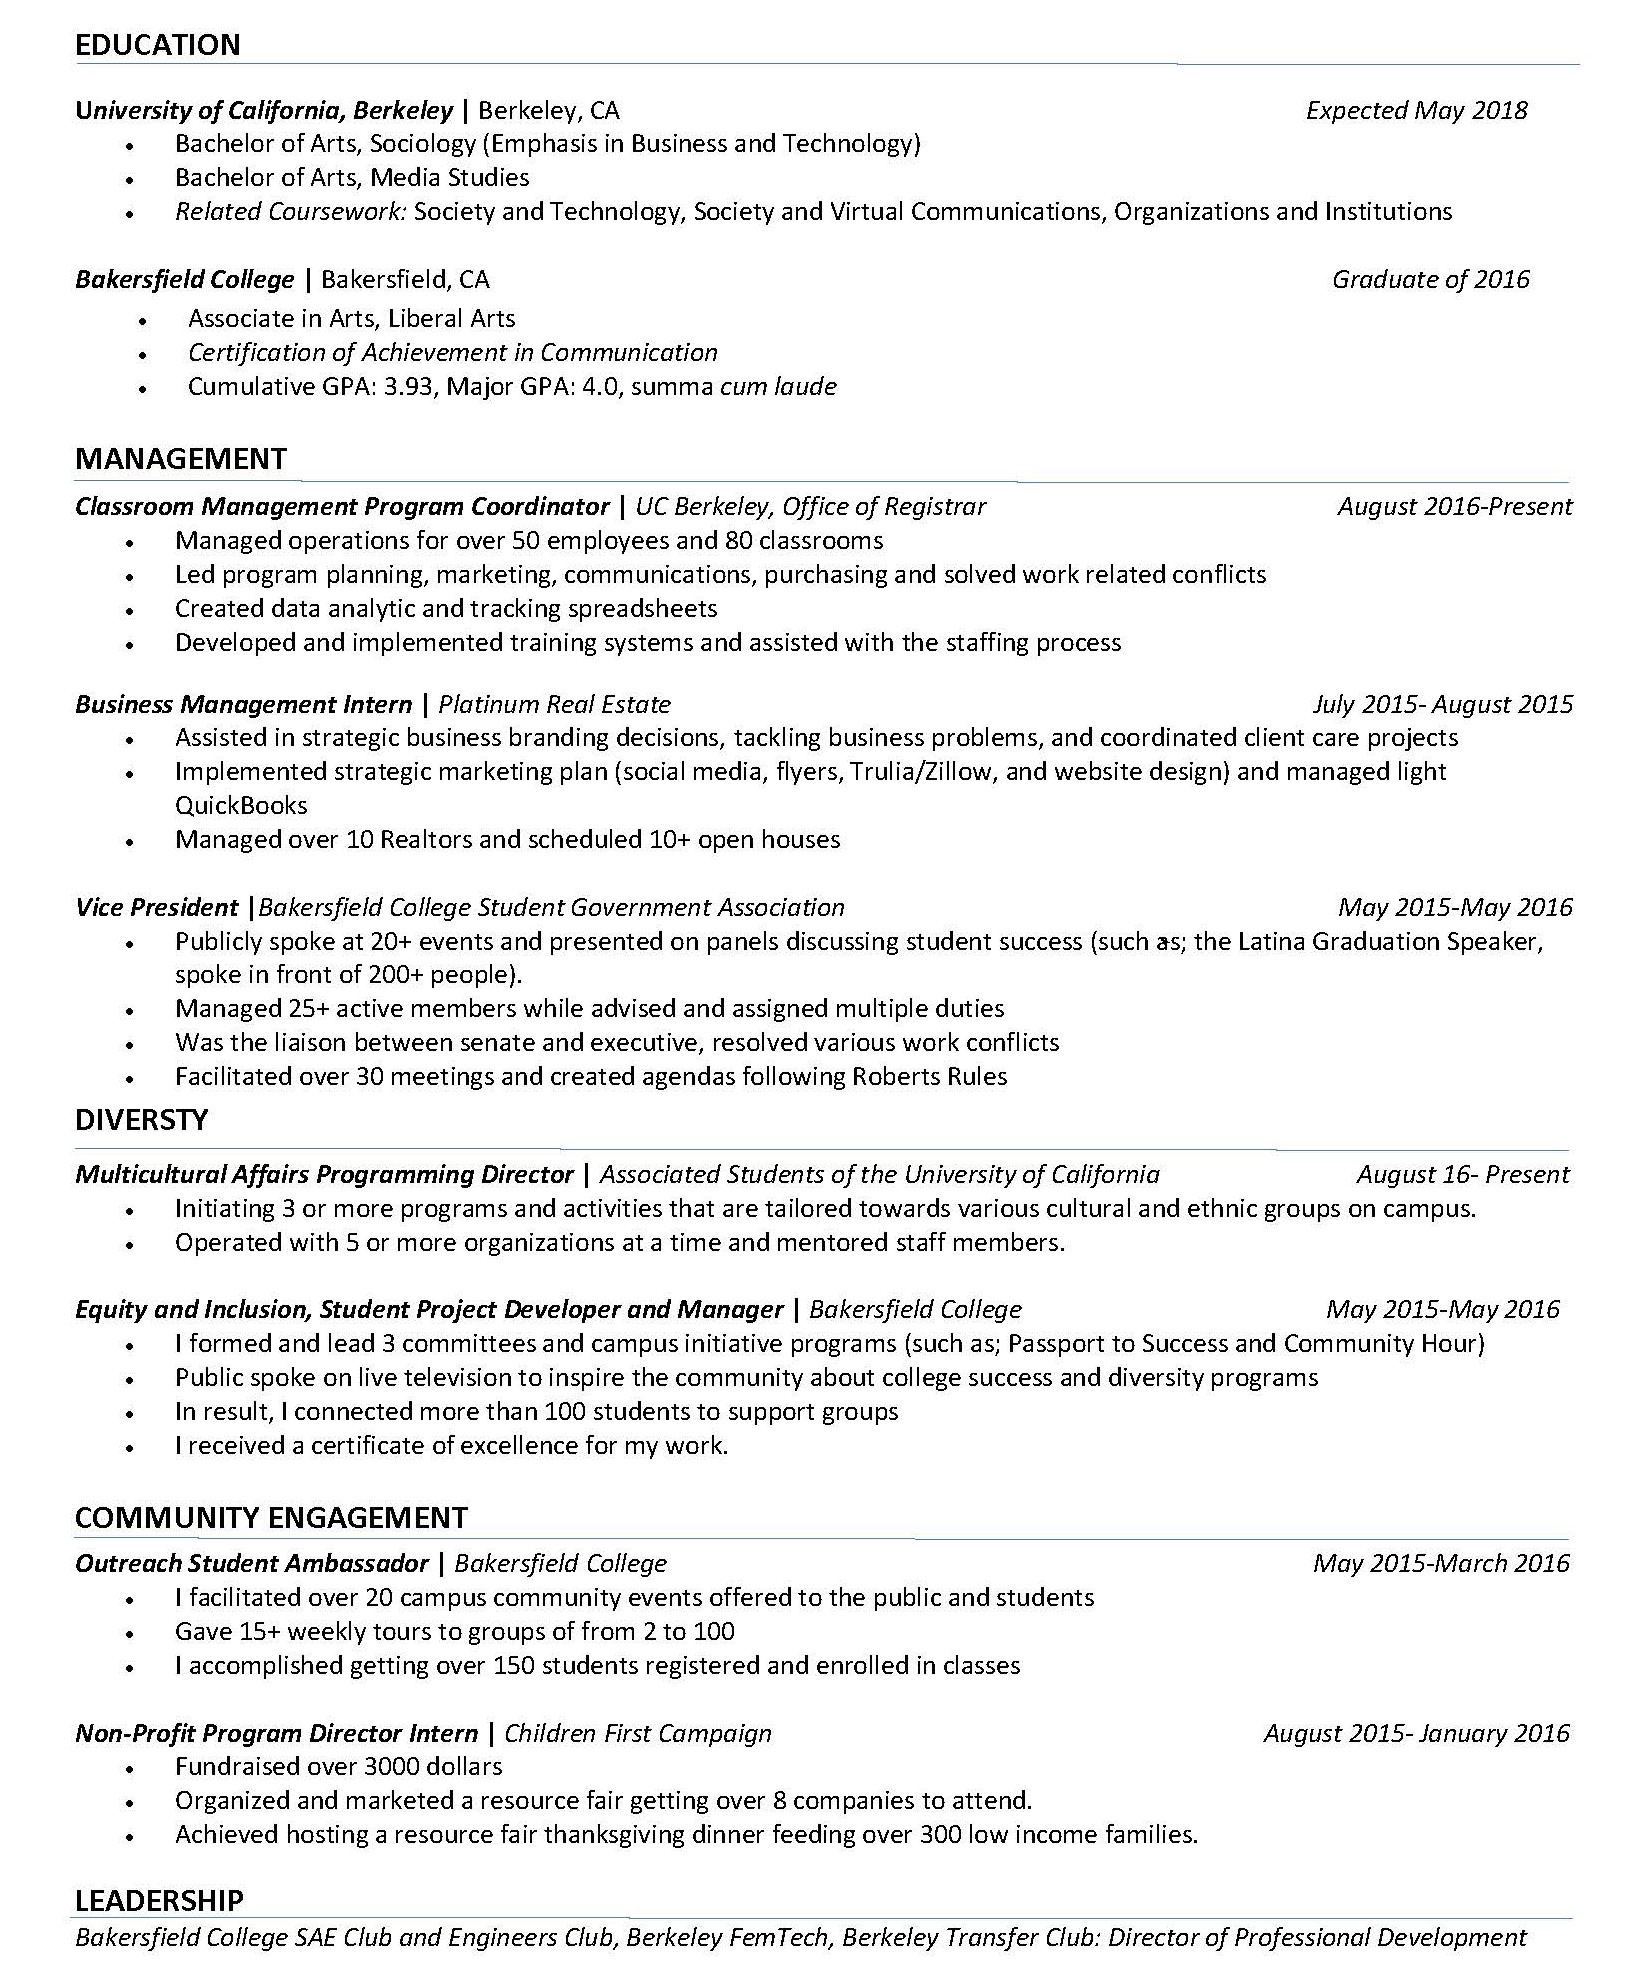 EDUCATION
University of California, Berkeley | Berkeley, CA Expected May 2018
• Bachelor of Arts, Sociology (Emphasis in Business and Technology)
• Bachelor of Arts, Media Studies
• Related Coursework: Society and Technology, Society and Virtual Communications, Organizations and Institutions
Bakersfield College | Bakersfield, CA Graduate of 2016
• Associate in Arts, Liberal Arts
• Certification of Achievement in Communication
• Cumulative GPA: 3.93, Major GPA: 4.0, summa cum laude
MANAGEMENT
Classroom Management Program Coordinator | UC Berkeley, Office of Registrar August 2016-Present
• Managed operations for over 50 employees and 80 classrooms
• Led program planning, marketing, communications, purchasing and solved work related conflicts
• Created data analytic and tracking spreadsheets
• Developed and implemented training systems and assisted with the staffing process
Business Management Intern | Platinum Real Estate July 2015- August 2015
• Assisted in strategic business branding decisions, tackling business problems, and coordinated client care projects
• Implemented strategic marketing plan (social media, flyers, Trulia/Zillow, and website design) and managed light
QuickBooks
• Managed over 10 Realtors and scheduled 10+ open houses
Vice President |Bakersfield College Student Government Association May 2015-May 2016
• Publicly spoke at 20+ events and presented on panels discussing student success (such as; the Latina Graduation Speaker,
spoke in front of 200+ people).
• Managed 25+ active members while advised and assigned multiple duties
• Was the liaison between senate and executive, resolved various work conflicts
• Facilitated over 30 meetings and created agendas following Roberts Rules
DIVERSTY
Multicultural Affairs Programming Director | Associated Students of the University of California August 16- Present
• Initiating 3 or more programs and activities that are tailored towards various cultural and ethnic groups on campus.
• Operated with 5 or more organizations at a time and mentored staff members.
Equity and Inclusion, Student Project Developer and Manager | Bakersfield College May 2015-May 2016
• I formed and lead 3 committees and campus initiative programs (such as; Passport to Success and Community Hour)
• Public spoke on live television to inspire the community about college success and diversity programs
• In result, I connected more than 100 students to support groups
• I received a certificate of excellence for my work.
COMMUNITY ENGAGEMENT
Outreach Student Ambassador | Bakersfield College May 2015-March 2016
• I facilitated over 20 campus community events offered to the public and students
• Gave 15+ weekly tours to groups of from 2 to 100
• I accomplished getting over 150 students registered and enrolled in classes
Non-Profit Program Director Intern | Children First Campaign August 2015- January 2016
• Fundraised over 3000 dollars
• Organized and marketed a resource fair getting over 8 companies to attend.
• Achieved hosting a resource fair thanksgiving dinner feeding over 300 low income families.
LEADERSHIP
Bakersfield College SAE Club and Engineers Club, Berkeley FemTech, Berkeley Transfer Club: Director of Professional Development